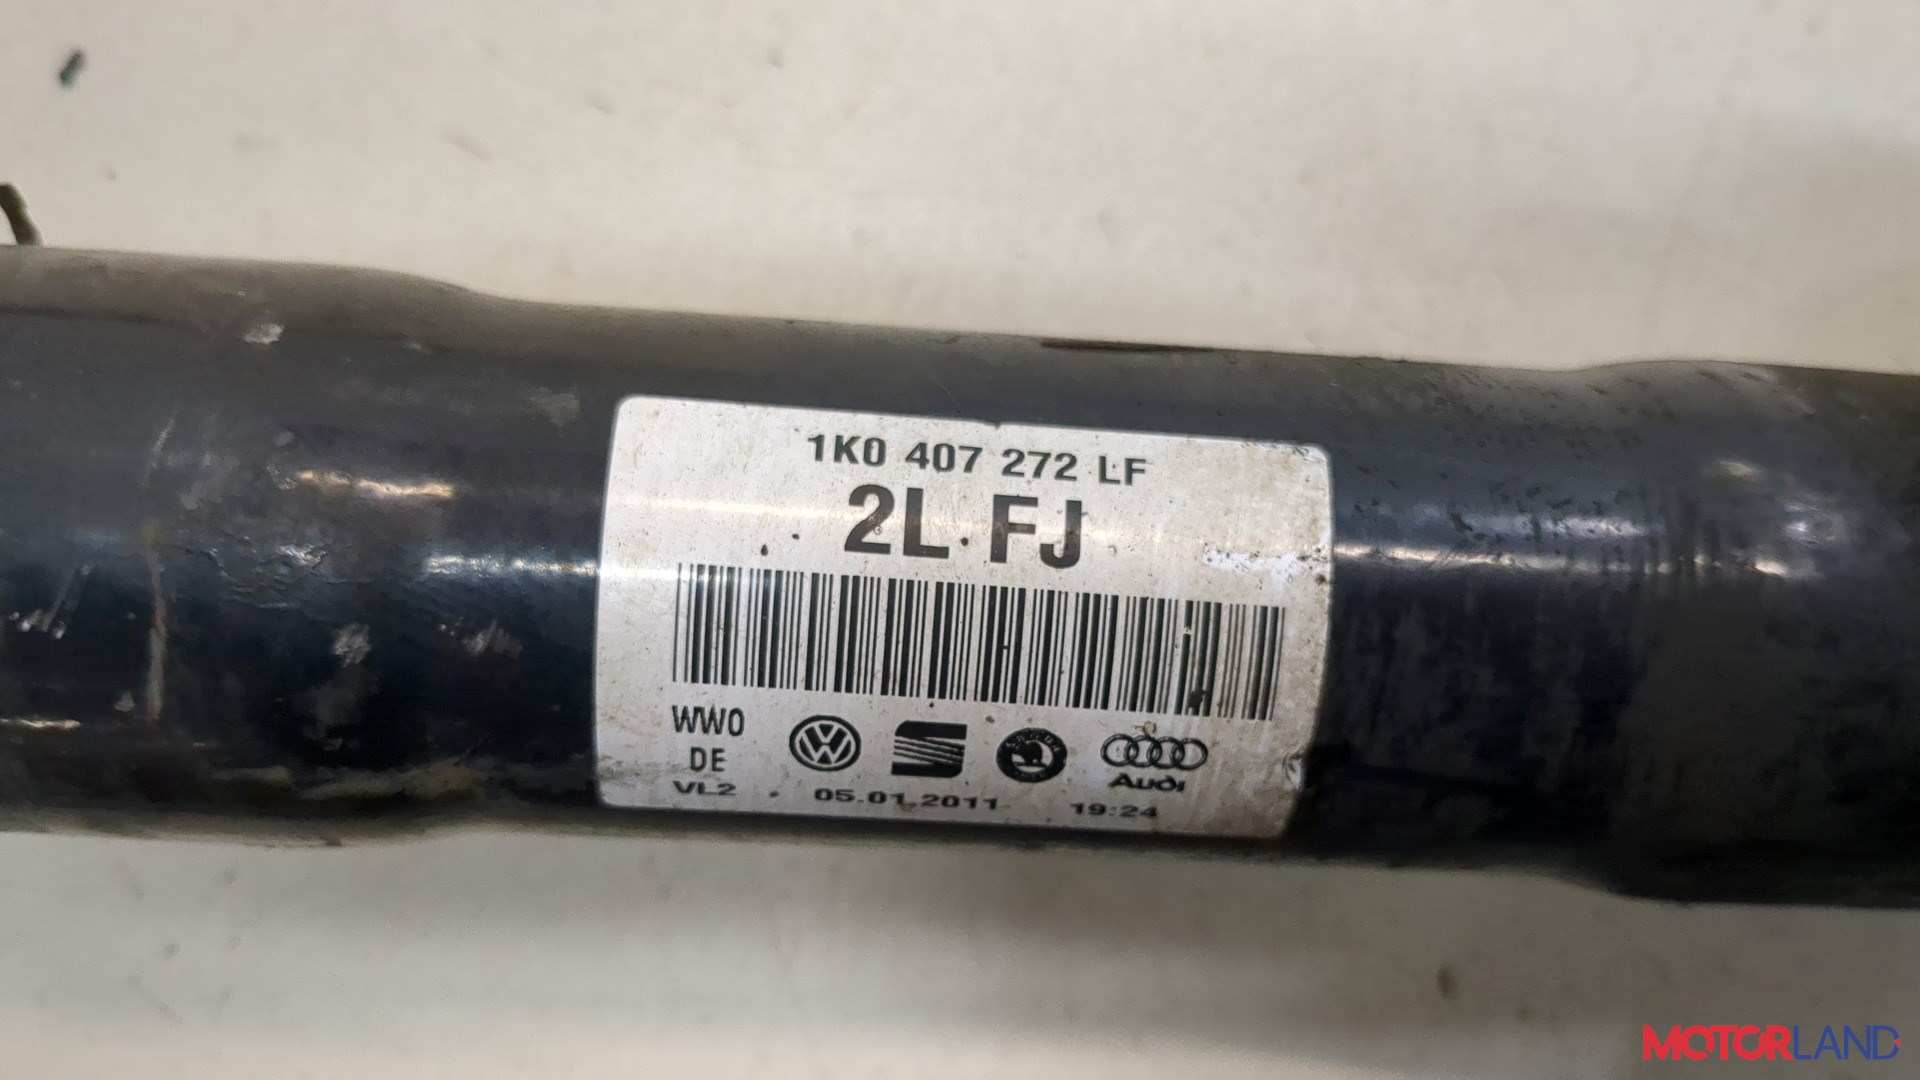 1K0 407 272 LF
2L FJ
WW0
DE
VL2
Audi
05.01.2011 19:24
MOTORLAND